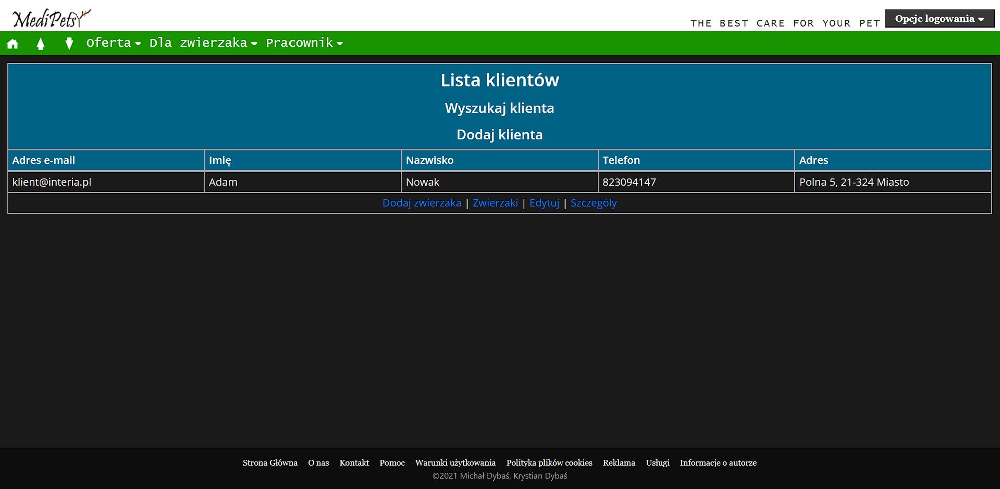 MediPets
THE BEST CARE FOR YOUR PET
Opcje logowania
Oferta Dla zwierzaka Pracownik
Lista klientów
Wyszukaj klienta
Dodaj klienta
Adres e-mail Imię Nazwisko Telefon Adres
klient@interia.pl Adam Nowak 823094147 Polna 5, 21-324 Miasto
Dodaj zwierzaka | Zwierzaki | Edytuj | Szczegóły
Strona Główna O nas Kontakt Pomoc Warunki użytkowania Polityka plików cookies Reklama Usługi Informacje o autorze
©2021 Michał Dybaś, Krystian Dybaś